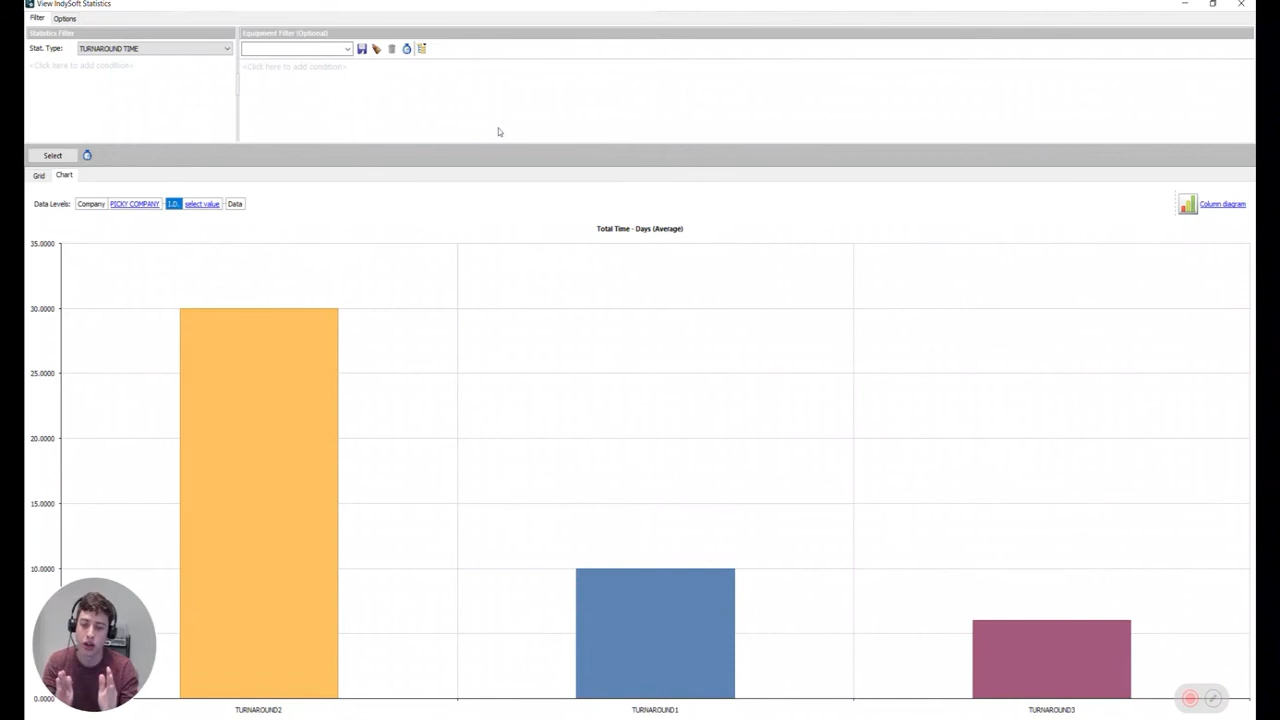 View IndySoft Statistics
Filter Options
Statistics Filter
Equipment Filter (Optional)
Stat. Type: TURNAROUND TIME
<Click here to add condition>
<Click here to add condition>
Select
Grid Chart
Data Levels: Company PICKY COMPANY I.D. select value Data
Column diagram
Total Time - Days (Average)
35.0000
30.0000
25.0000
20.0000
15.0000
10.0000
0.0000
TURNAROUND2 TURNAROUND1 TURNAROUND3